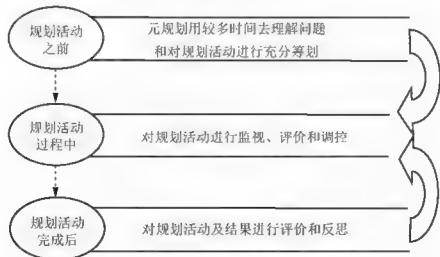 规划活动
之前
元规划用较多时间去理解问题
和对规划活动进行充分筹划
规划活动
过程中
对规划活动进行监视、评价和调控
规划活动
完成后
对规划活动及结果进行评价和反思